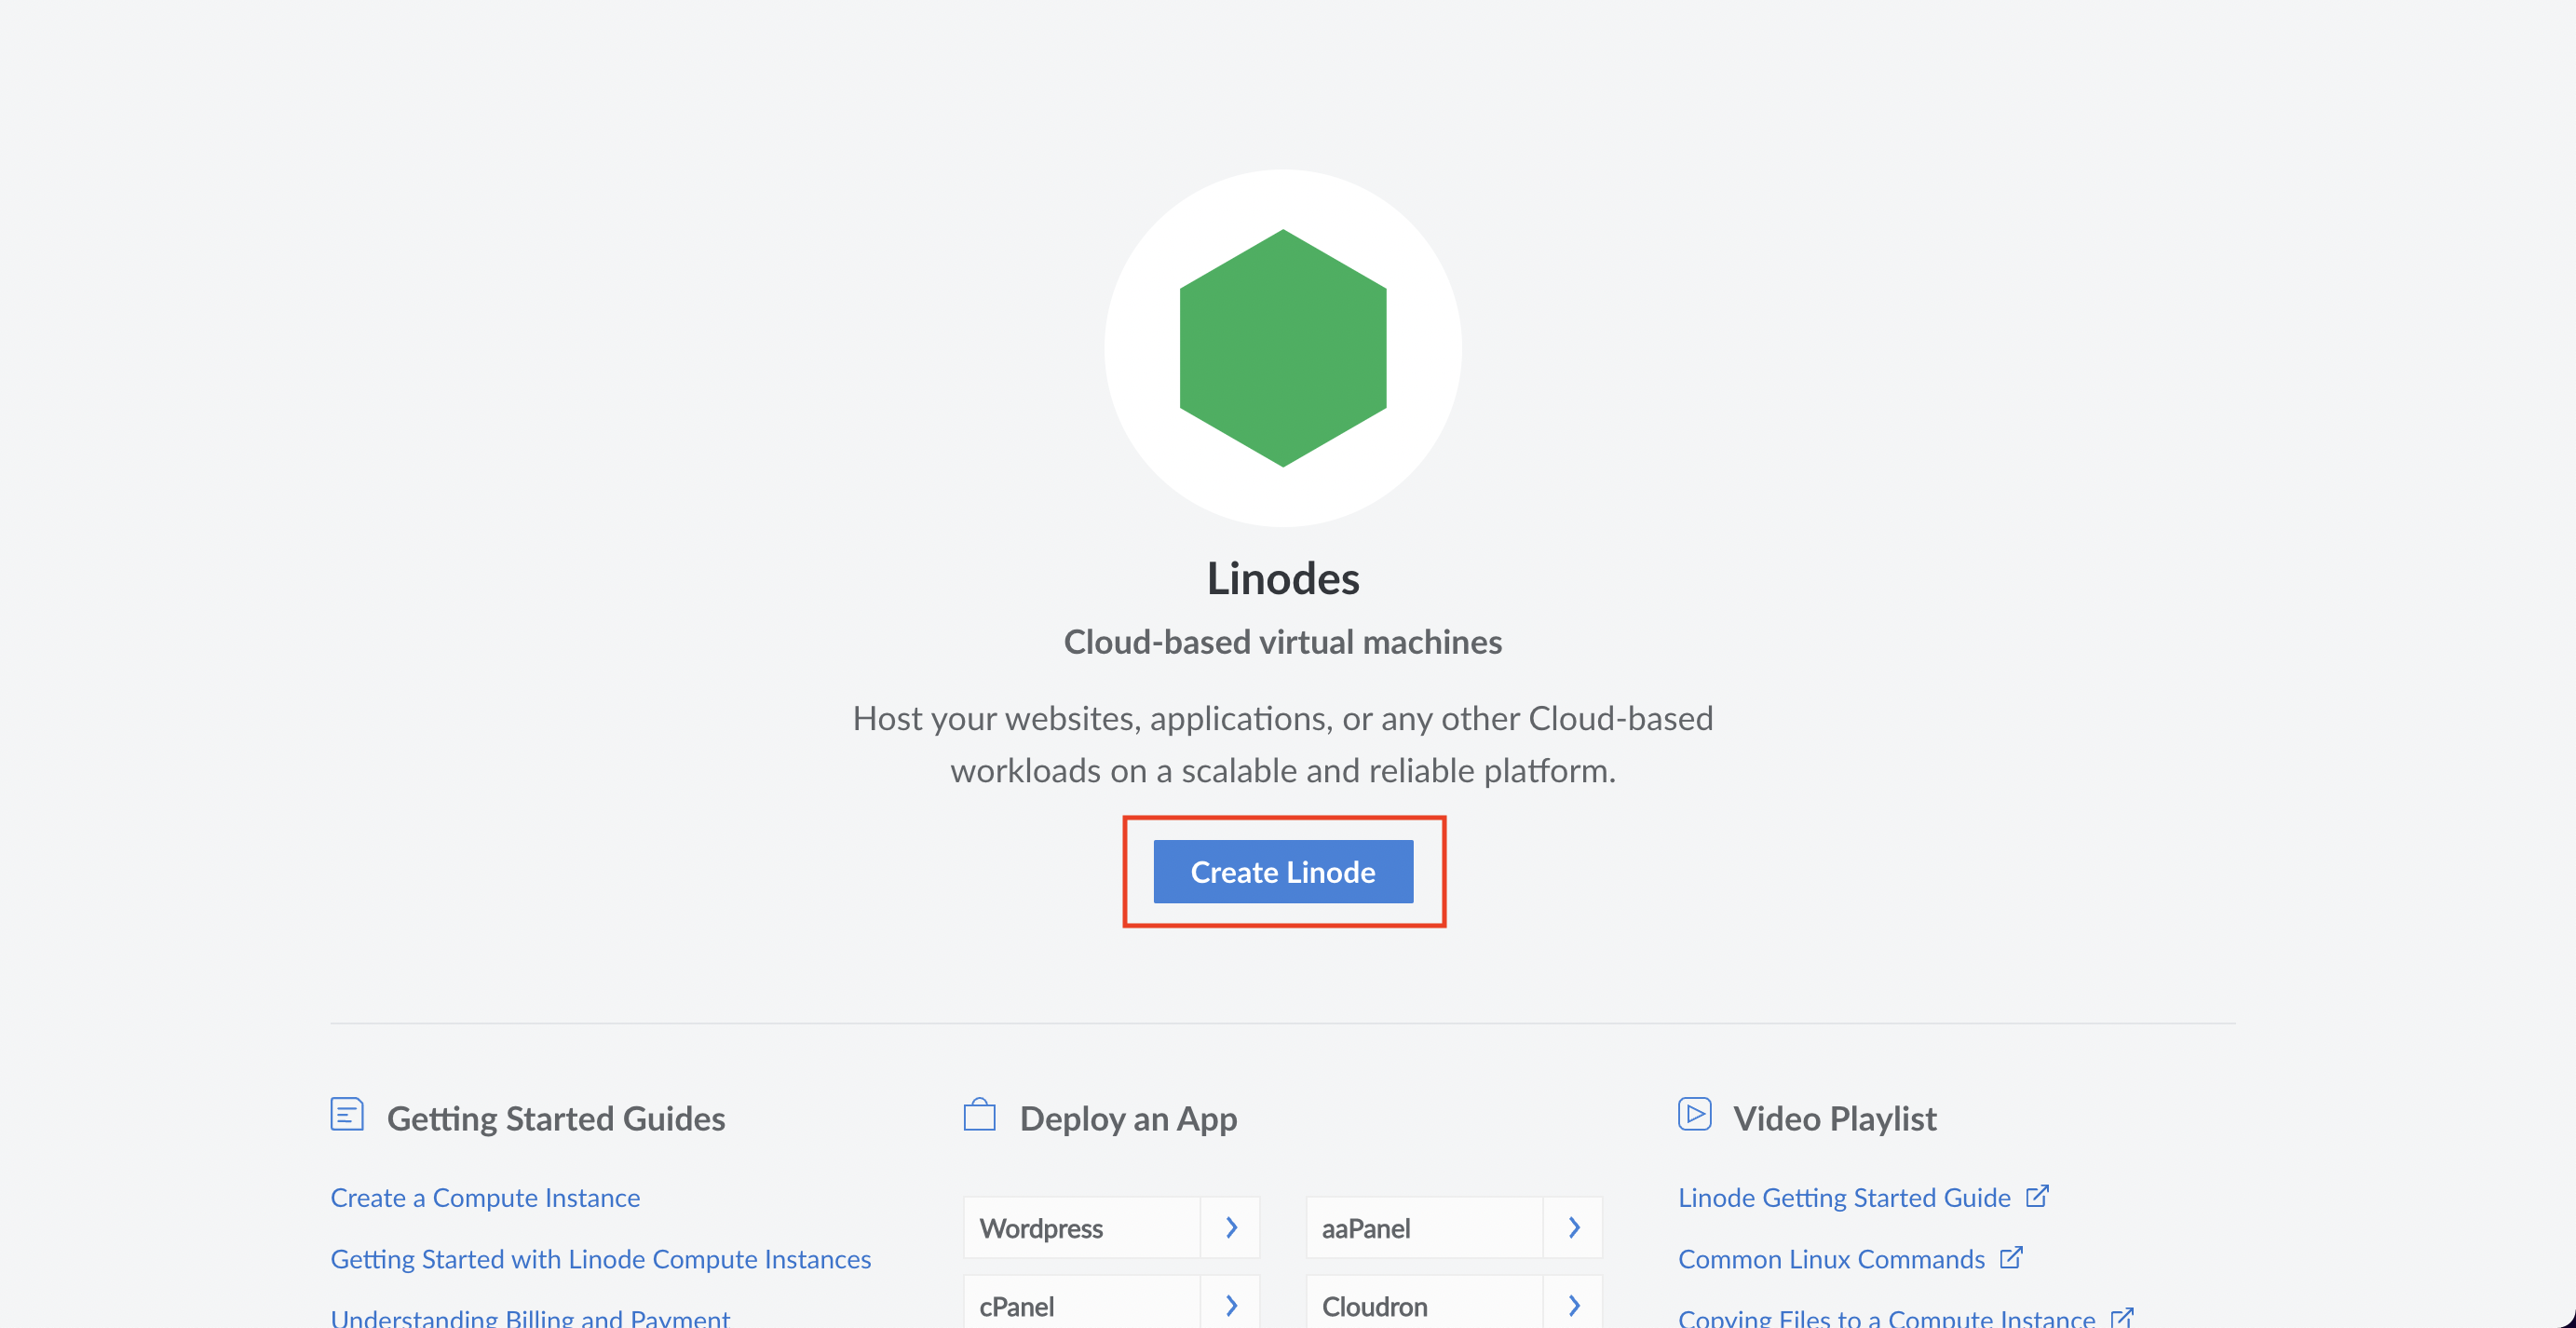 Linodes
Cloud-based virtual machines
Host your websites, applications, or any other Cloud-based
workloads on a scalable and reliable platform.
Create Linode
Getting Started Guides
Create a Compute Instance
Getting Started with Linode Compute Instances
Understanding Billing and Payment
Deploy an App
Wordpress
aaPanel
cPanel
Cloudron
Video Playlist
Linode Getting Started Guide
Common Linux Commands
Copying Files to a Compute Instance